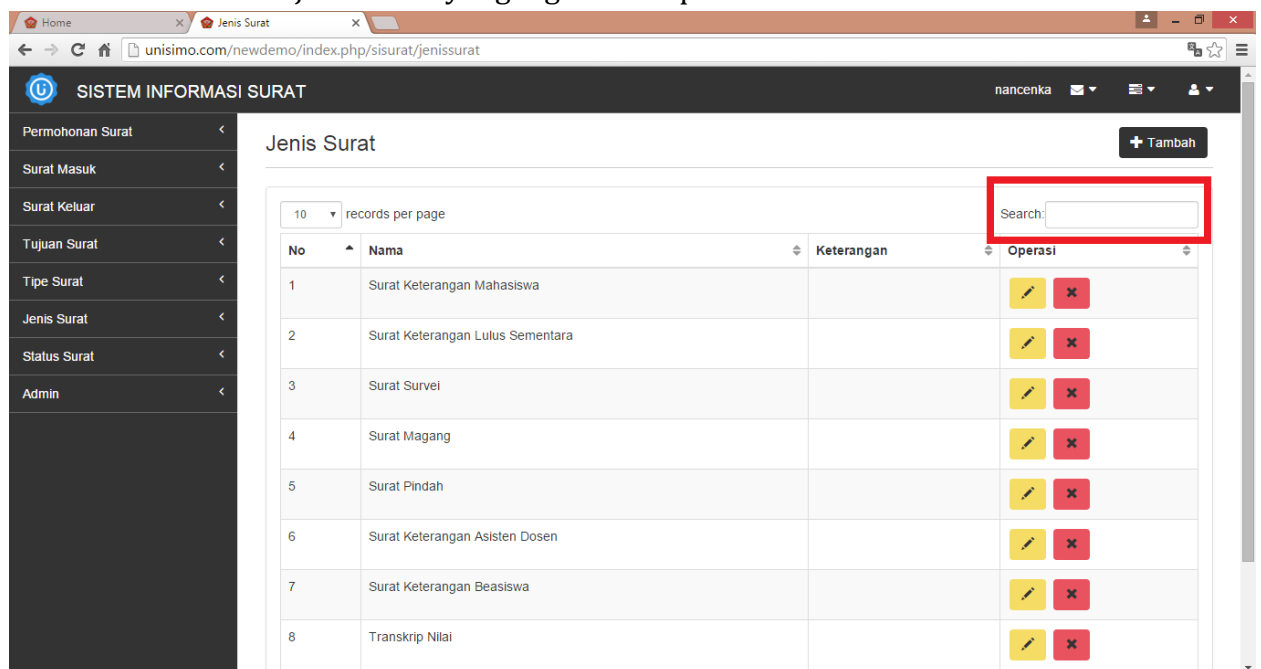 Home
Jenis Surat
unisimo.com/newdemo/index.php/sisurat/jenissurat
SISTEM INFORMASI SURAT
nancenka
Permohonan Surat
Surat Masuk
Surat Keluar
Tujuan Surat
Tipe Surat
Jenis Surat
Status Surat
Admin
Jenis Surat
Tambah
10 records per page
Search:
No Nama Keterangan Operasi
1 Surat Keterangan Mahasiswa
2 Surat Keterangan Lulus Sementara
3 Surat Survei
4 Surat Magang
5 Surat Pindah
6 Surat Keterangan Asisten Dosen
7 Surat Keterangan Beasiswa
8 Transkrip Nilai